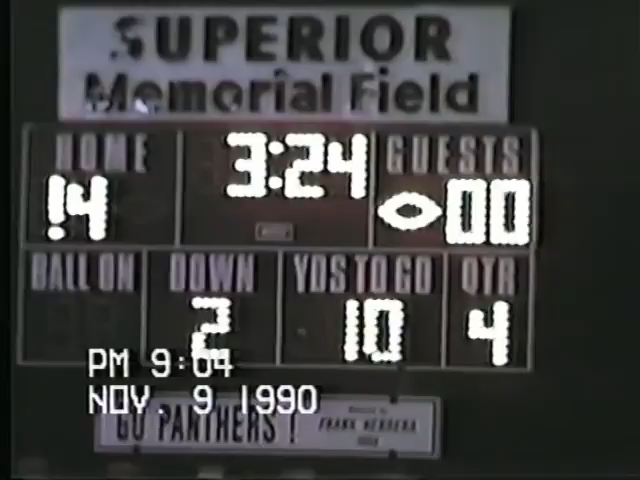 SUPERIOR
Memorial Field
HOME 3:24 GUESTS
14 00
BALL ON DOWN YDS TO GO QTR
2 10 4
PM 9:04
NOV. 9 1990
GO PANTHERS !
FRANK HERRERA